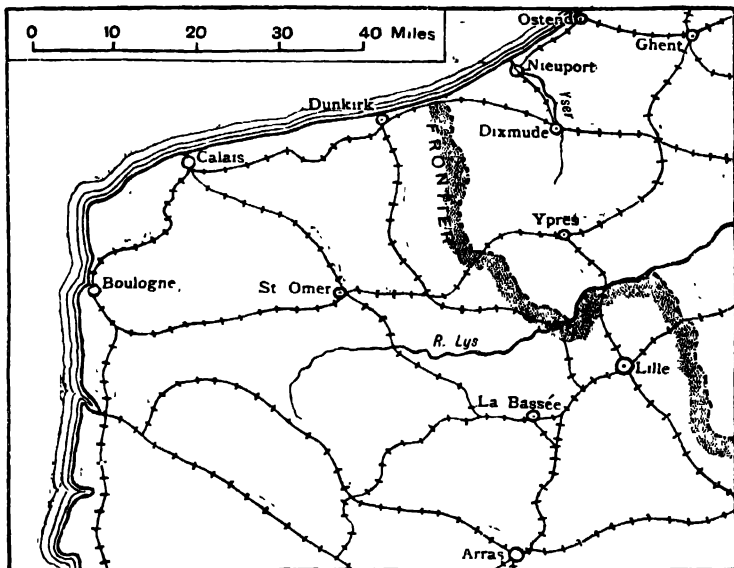 0 10 20 30 40 Miles
Ostend
Ghent
Nieuport
Yser
Dunkirk
Dixmude
Calais
FRONTIER
Ypres
Boulogne
St Omer
R. Lys
Lille
La Bassée
Arras